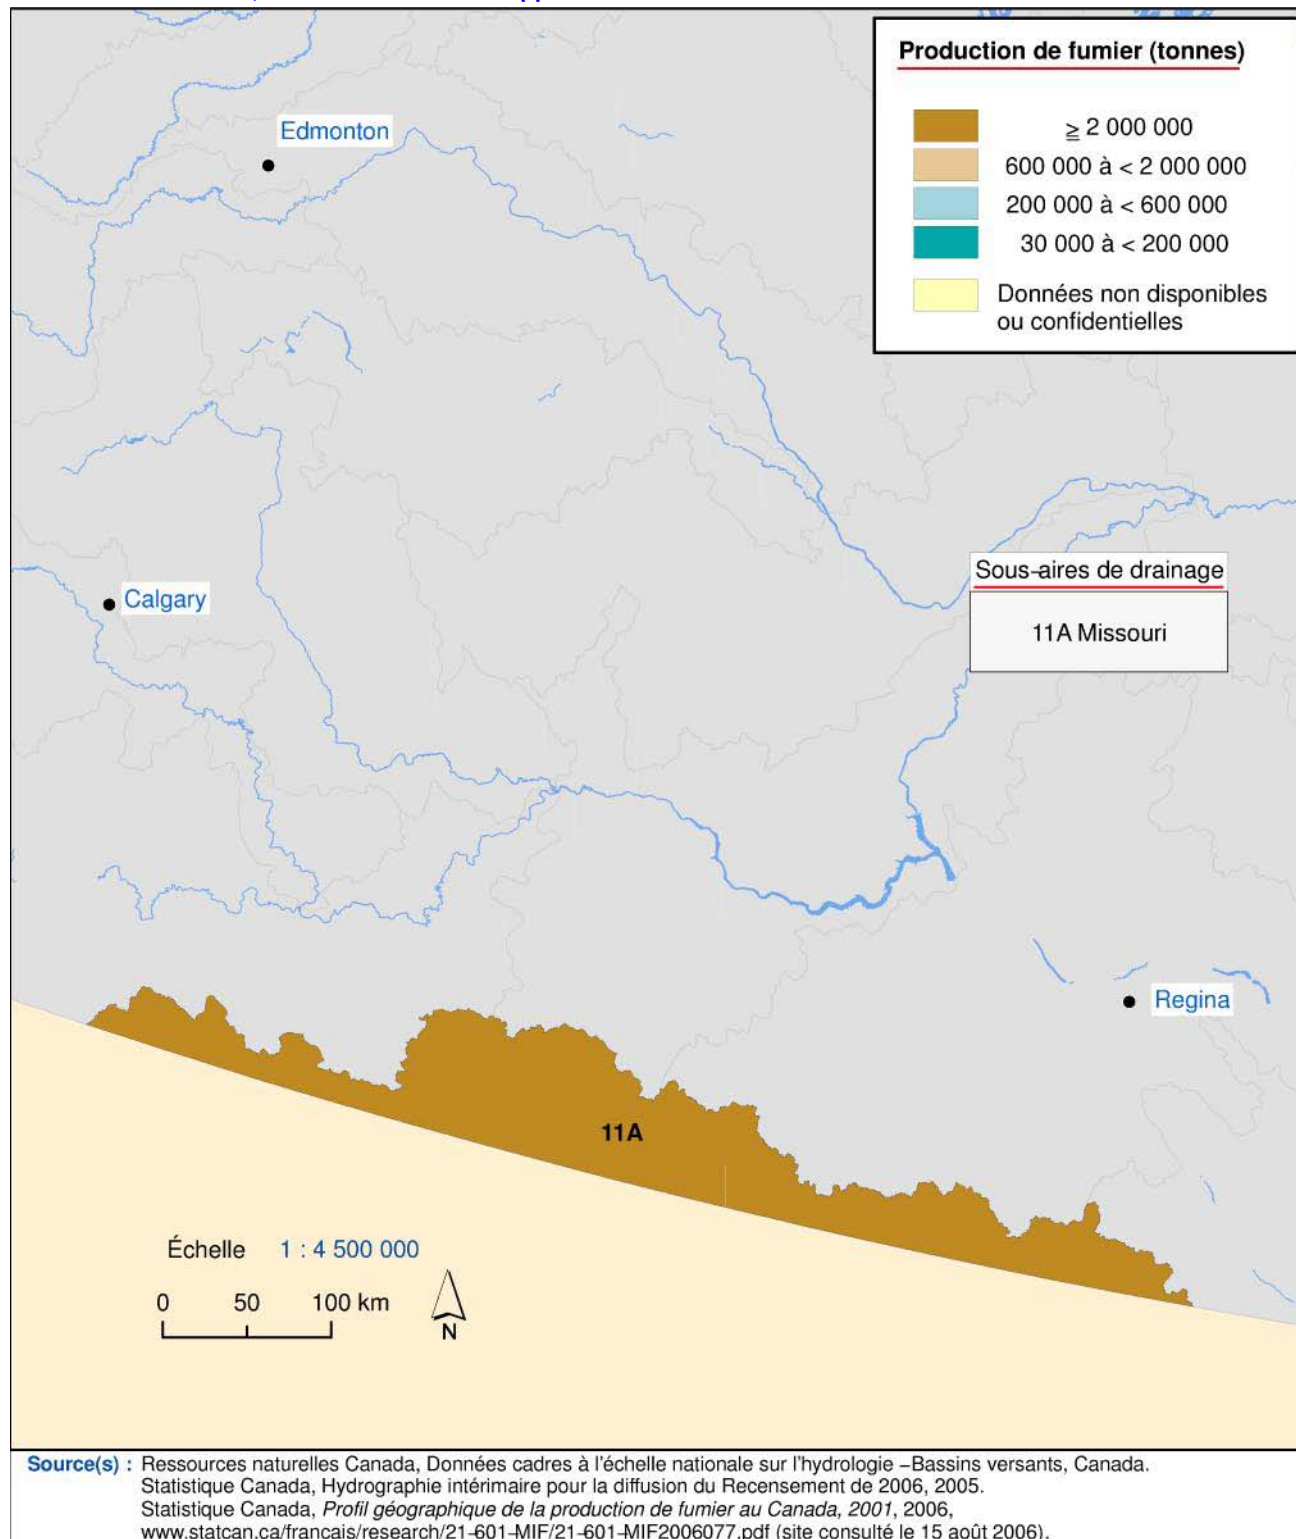 Production de fumier (tonnes)
≥ 2 000 000
600 000 à < 2 000 000
200 000 à < 600 000
30 000 à < 200 000
Données non disponibles
ou confidentielles
Edmonton
Sous-aires de drainage
11A Missouri
Calgary
Regina
11A
Échelle 1 : 4 500 000
0 50 100 km
N
Source(s) : Ressources naturelles Canada, Données cadres à l'échelle nationale sur l'hydrologie –Bassins versants, Canada.
Statistique Canada, Hydrographie intérimaire pour la diffusion du Recensement de 2006, 2005.
Statistique Canada, Profil géographique de la production de fumier au Canada, 2001, 2006,
www.statcan.ca/francais/research/21-601-MIF/21-601-MIF2006077.pdf (site consulté le 15 août 2006).